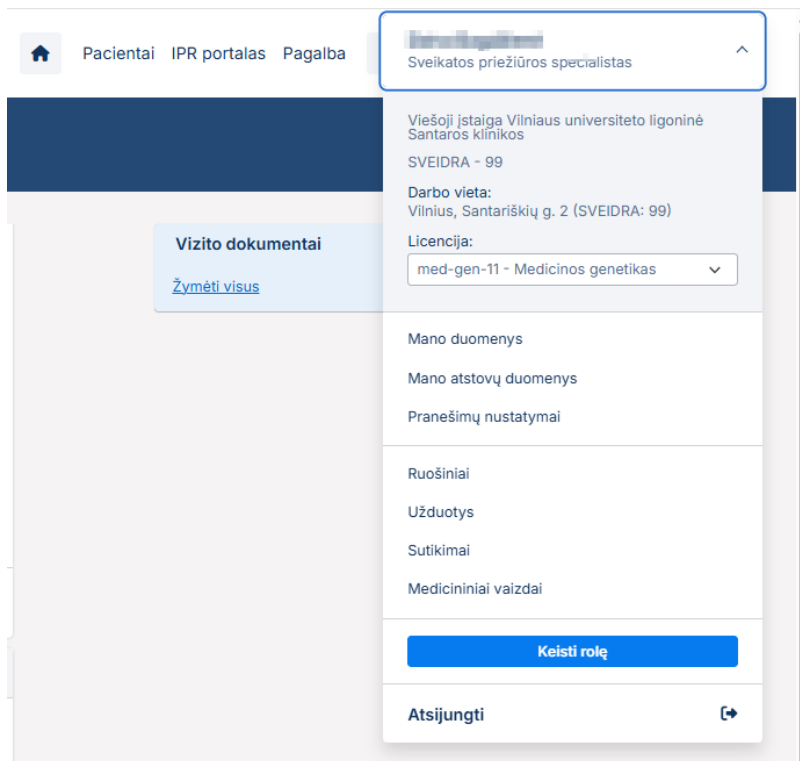 Pacientai IPR portalas Pagalba
Sveikatos priežiūros specialistas
Viešoji įstaiga Vilniaus universiteto ligoninė
Santaros klinikos
SVEIDRA - 99
Darbo vieta:
Vilnius, Santariškių g. 2 (SVEIDRA: 99)
Licencija:
med-gen-11 - Medicinos genetikas
Vizito dokumentai
Žymėti visus
Mano duomenys
Mano atstovų duomenys
Pranešimų nustatymai
Ruošiniai
Užduotys
Sutikimai
Medicininiai vaizdai
Keisti rolę
Atsijungti